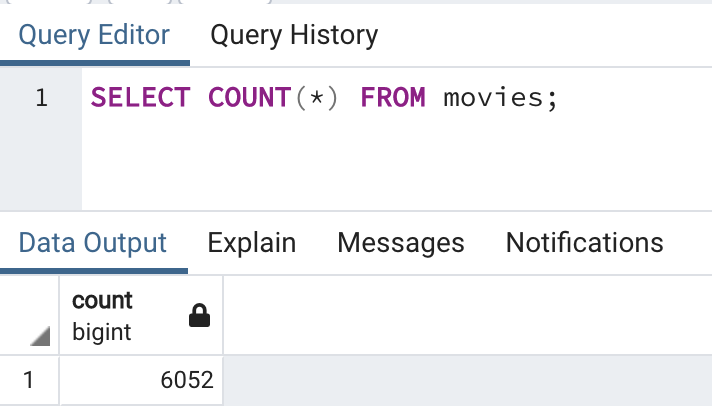 Query Editor Query History
1 SELECT COUNT(*) FROM movies;
Data Output Explain Messages Notifications
count
bigint
1 6052